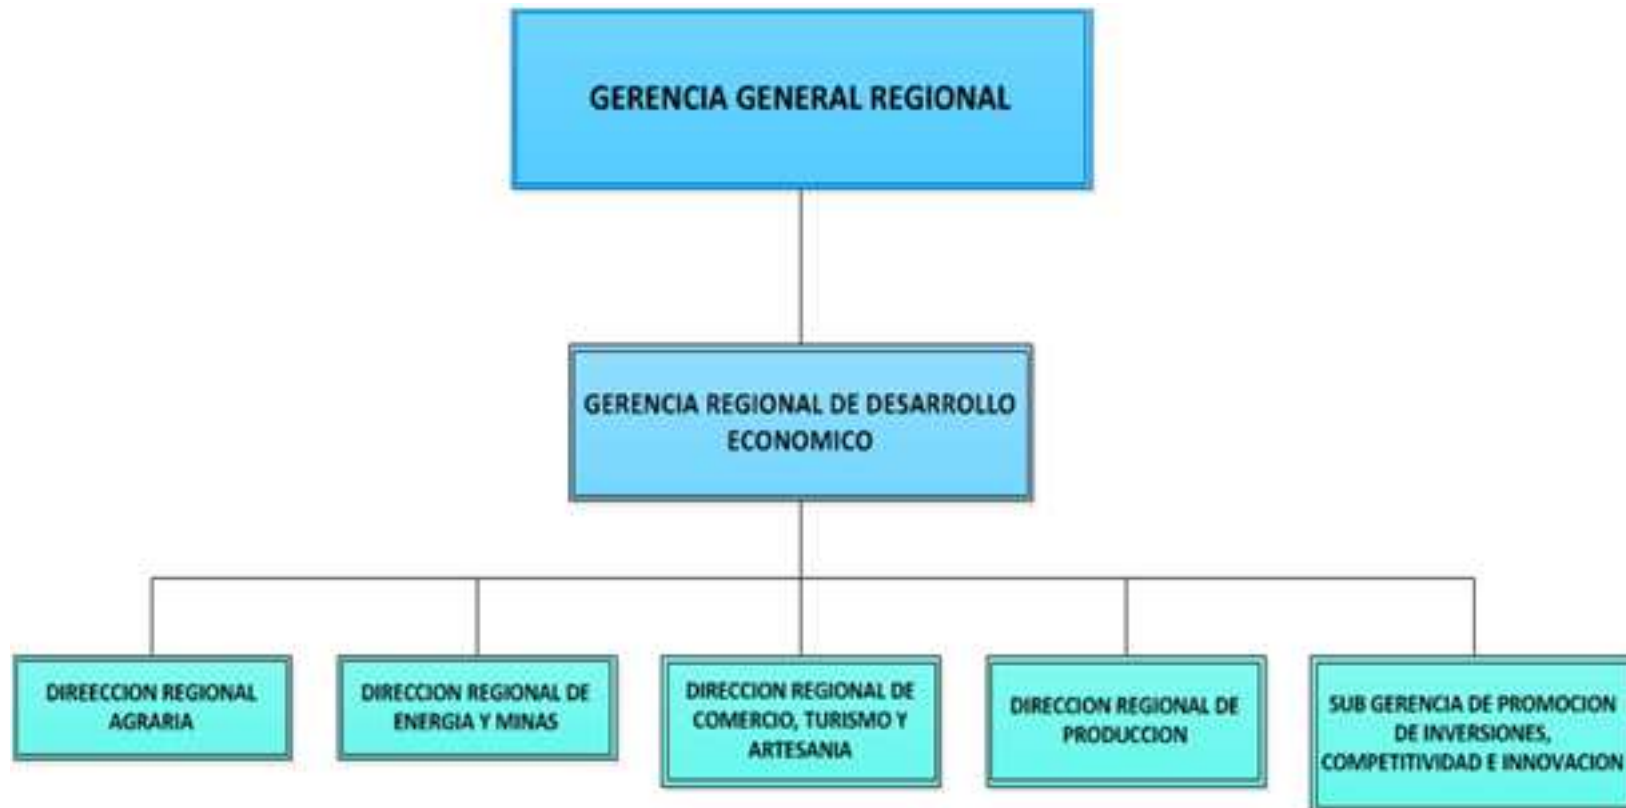 GERENCIA GENERAL REGIONAL
GERENCIA REGIONAL DE DESARROLLO
ECONOMICO
DIREECCION REGIONAL
AGRARIA
DIRECCION REGIONAL DE
ENERGIA Y MINAS
DIRECCION REGIONAL DE
COMERCIO, TURISMO Y
ARTESANIA
DIRECCION REGIONAL DE
PRODUCCION
SUB GERENCIA DE PROMOCION
DE INVERSIONES,
COMPETITIVIDAD E INNOVACION